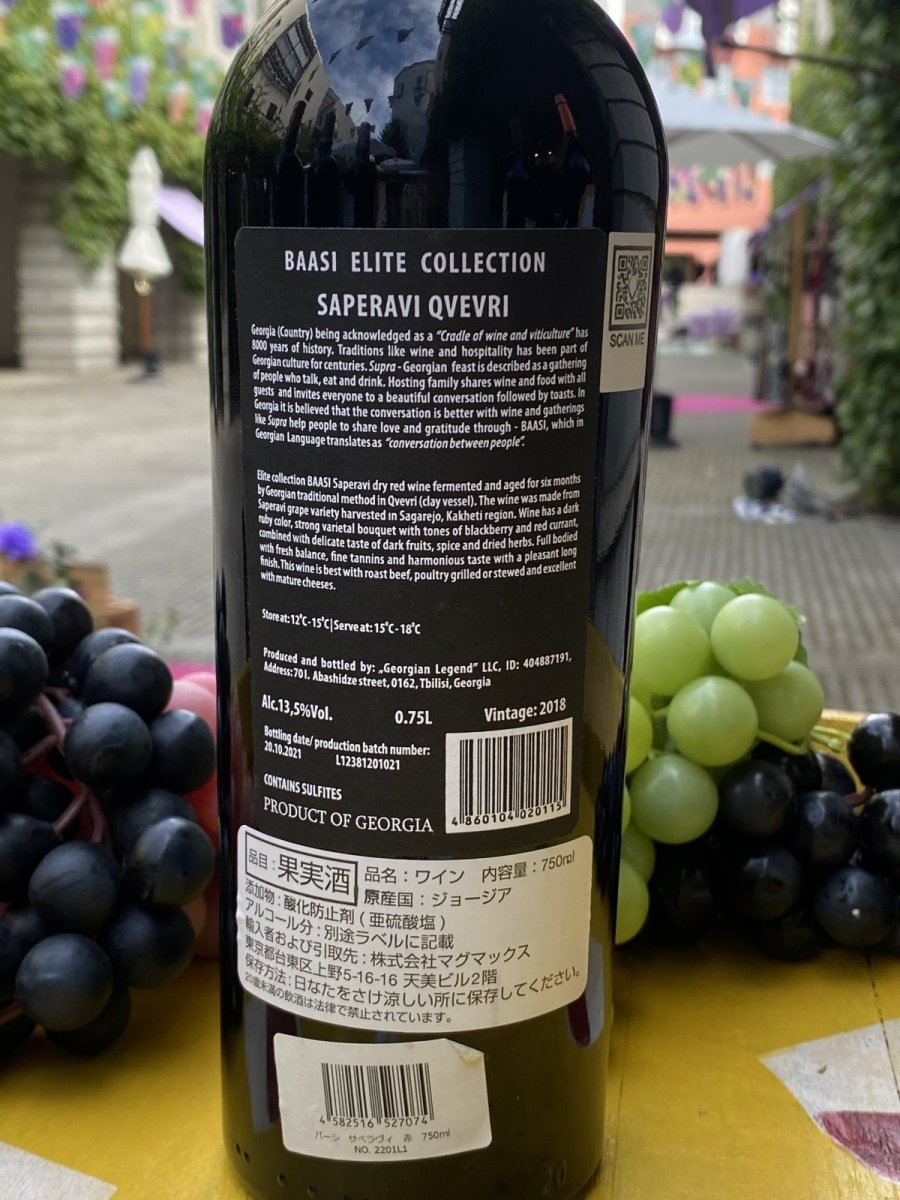 BAASI ELITE COLLECTION
SAPERAVI QVEVRI
SCAN ME
Georgia (Country) being acknowledged as a "Cradle of wine and viticulture" has
8000 years of history. Traditions like wine and hospitality has been part of
Georgian culture for centuries. Supra - Georgian feast is described as a gathering
of people who talk, eat and drink. Hosting family shares wine and food with all
guests and invites everyone to a beautiful conversation followed by toasts. In
Georgia it is believed that the conversation is better with wine and gatherings
like Supra help people to share love and gratitude through - BAASI, which in
Georgian Language translates as "conversation between people".
Elite collection BAASI Saperavi dry red wine fermented and aged for six months
by Georgian traditional method in Qvevri (clay vessel). The wine was made from
Saperavi grape variety harvested in Sagarejo, Kakheti region. Wine has a dark
ruby color, strong varietal bouquet with tones of blackberry and red currant,
combined with delicate taste of dark fruits, spice and dried herbs. Full bodied
with fresh balance, fine tannins and harmonious taste with a pleasant long
finish. This wine is best with roast beef, poultry grilled or stewed and excellent
with mature cheeses.
Store at: 12°C - 15°C | Serve at: 15°C - 18°C
Produced and bottled by: „Georgian Legend" LLC, ID: 404887191,
Address: 70 I. Abashidze street, 0162, Tbilisi, Georgia
Alc. 13,5% Vol. 0.75L Vintage: 2018
Bottling date/ production batch number:
20.10.2021 L12381201021
CONTAINS SULFITES
PRODUCT OF GEORGIA
4 860104 020115
品目:果実酒 品名:ワイン 内容量:750ml
原産国:ジョージア
添加物:酸化防止剤(亜硫酸塩)
アルコール分:別途ラベルに記載
輸入者および引取先:株式会社マグマックス
東京都台東区上野5-16-16 天美ビル2階
保存方法:日なたをさけ涼しい所に保存してください。
20歳未満の飲酒は法律で禁止されています。
4 582516 527074
バーシ サペラヴィ 赤 750ml
NO. 2201L1
20